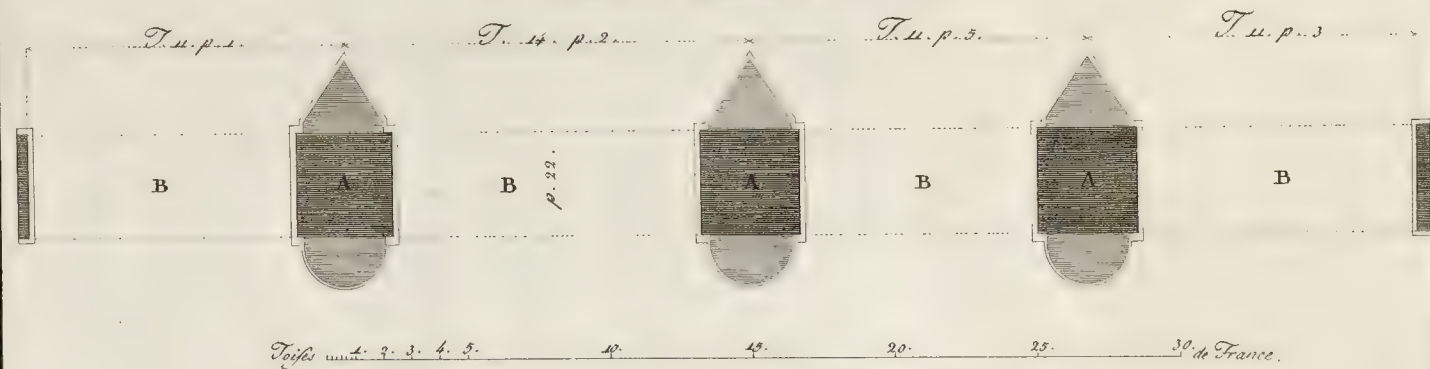 T. 11. p. 1. T. 14. p. 2 T. 11. p. 5. T. 11. p. 3
B A B p. 22. A B A B
Toises 1. 2. 3. 4. 5. 10. 15. 20. 25. 30. de France.